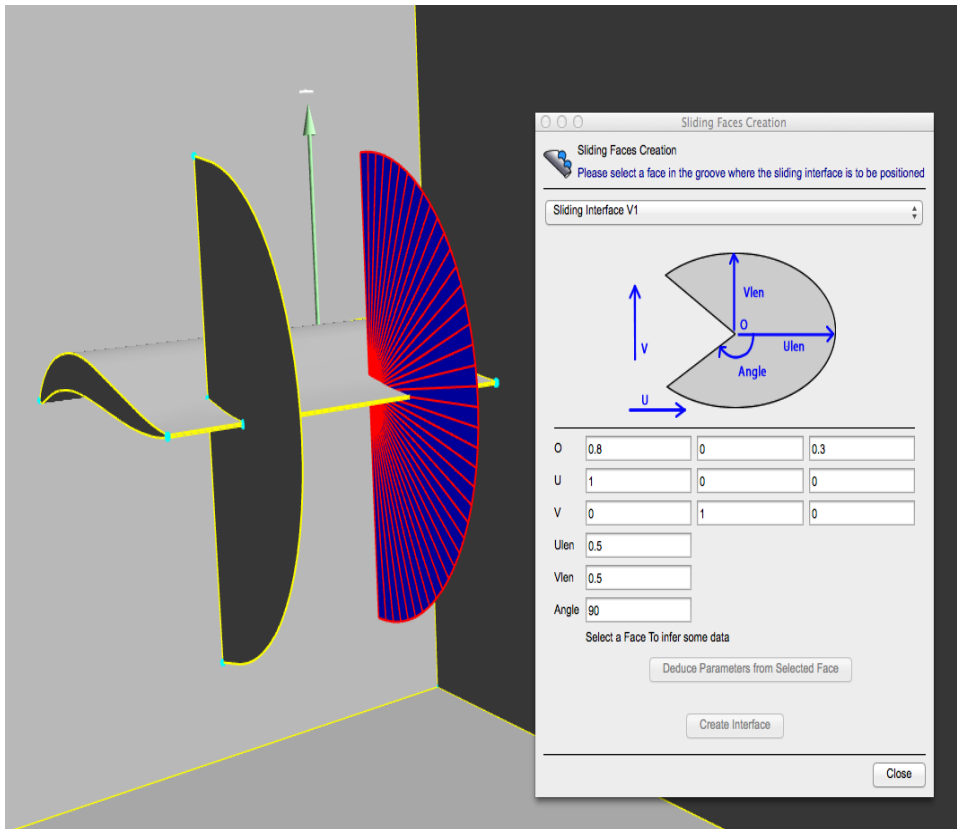 Sliding Faces Creation
Sliding Faces Creation
Please select a face in the groove where the sliding interface is to be positioned
Sliding Interface V1
Vlen
O
V
Ulen
Angle
U
O 0.8 0 0.3
U 1 0 0
V 0 1 0
Ulen 0.5
Vlen 0.5
Angle 90
Select a Face To infer some data
Deduce Parameters from Selected Face
Create Interface
Close